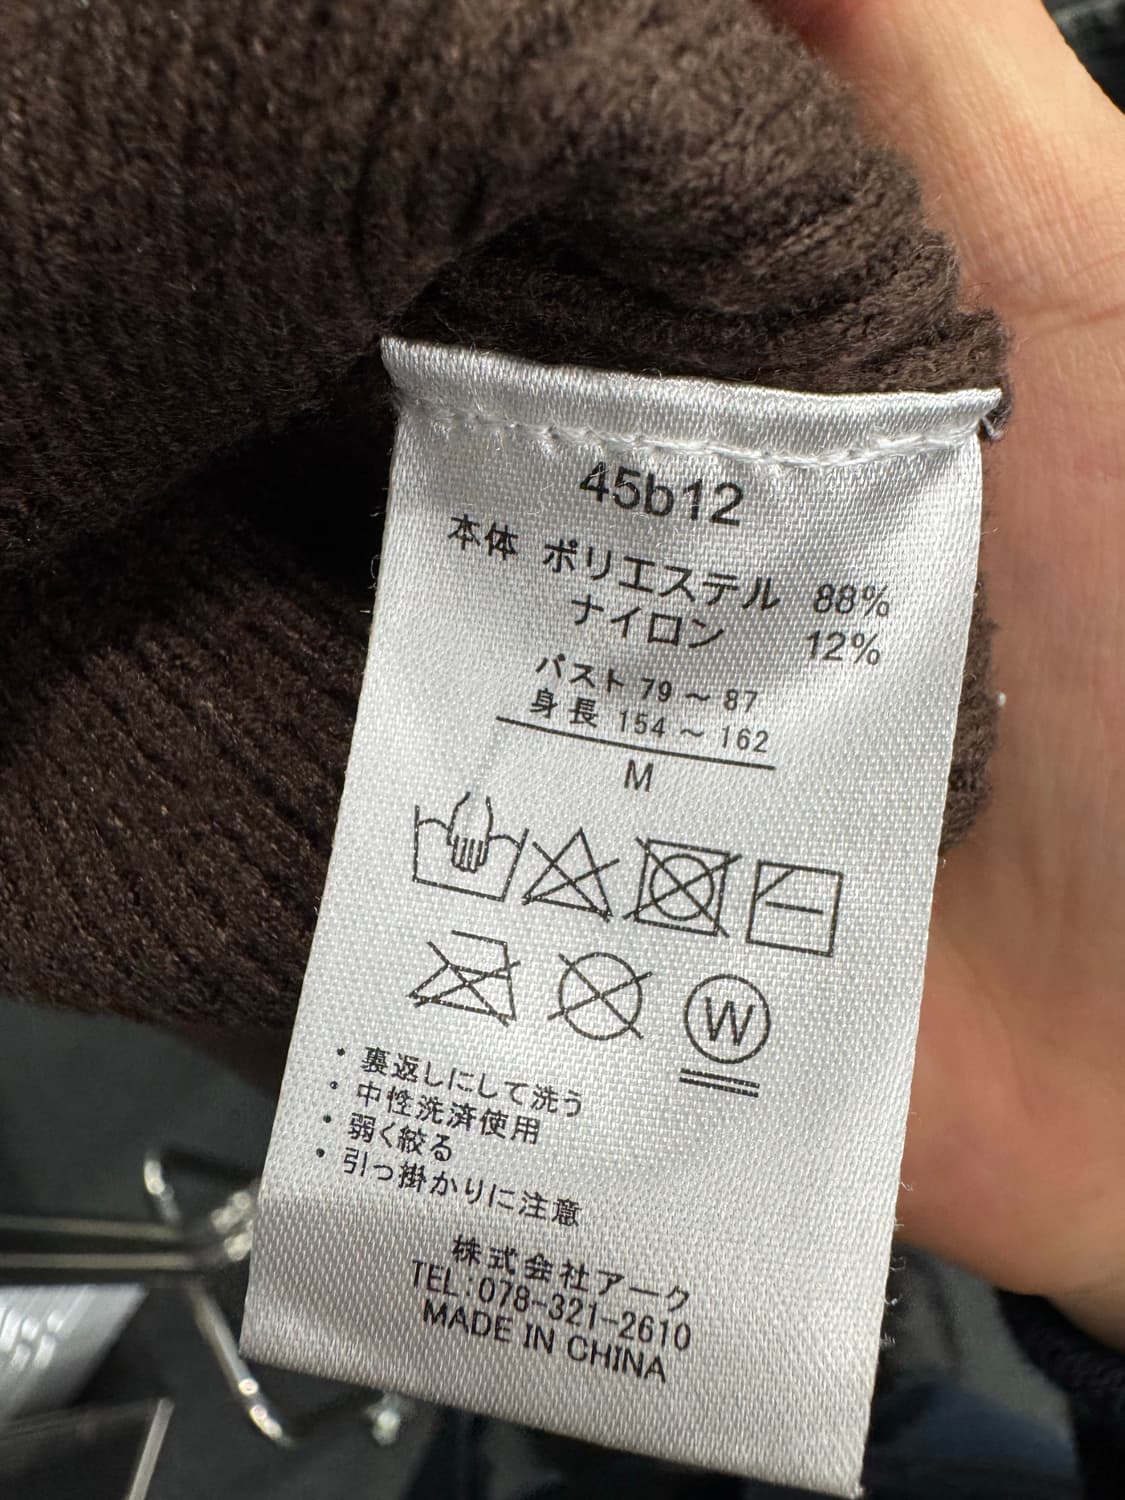 45b12
本体 ポリエステル 88%
ナイロン 12%
バスト 79 ~ 87
身長 154 ~ 162
M
W
・裏返しにして洗う
・中性洗済使用
・弱く絞る
・引っ掛かりに注意
株式会社アーク
TEL:078-321-2610
MADE IN CHINA